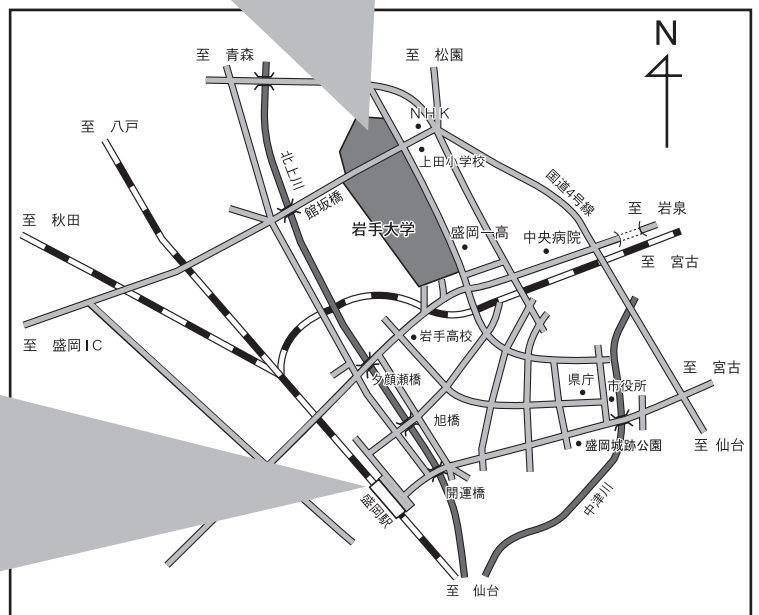 N
至　青森
至　松園
ＮＨＫ
至　八戸
上田小学校
北上川
国道4号線
館坂橋
至　岩泉
至　秋田
岩手大学
盛岡一高
中央病院
至　宮古
岩手高校
至　盛岡IC
夕顔瀬橋
県庁
市役所
至　宮古
旭橋
盛岡城跡公園
至 仙台
開運橋
盛岡駅
中津川
至　仙台